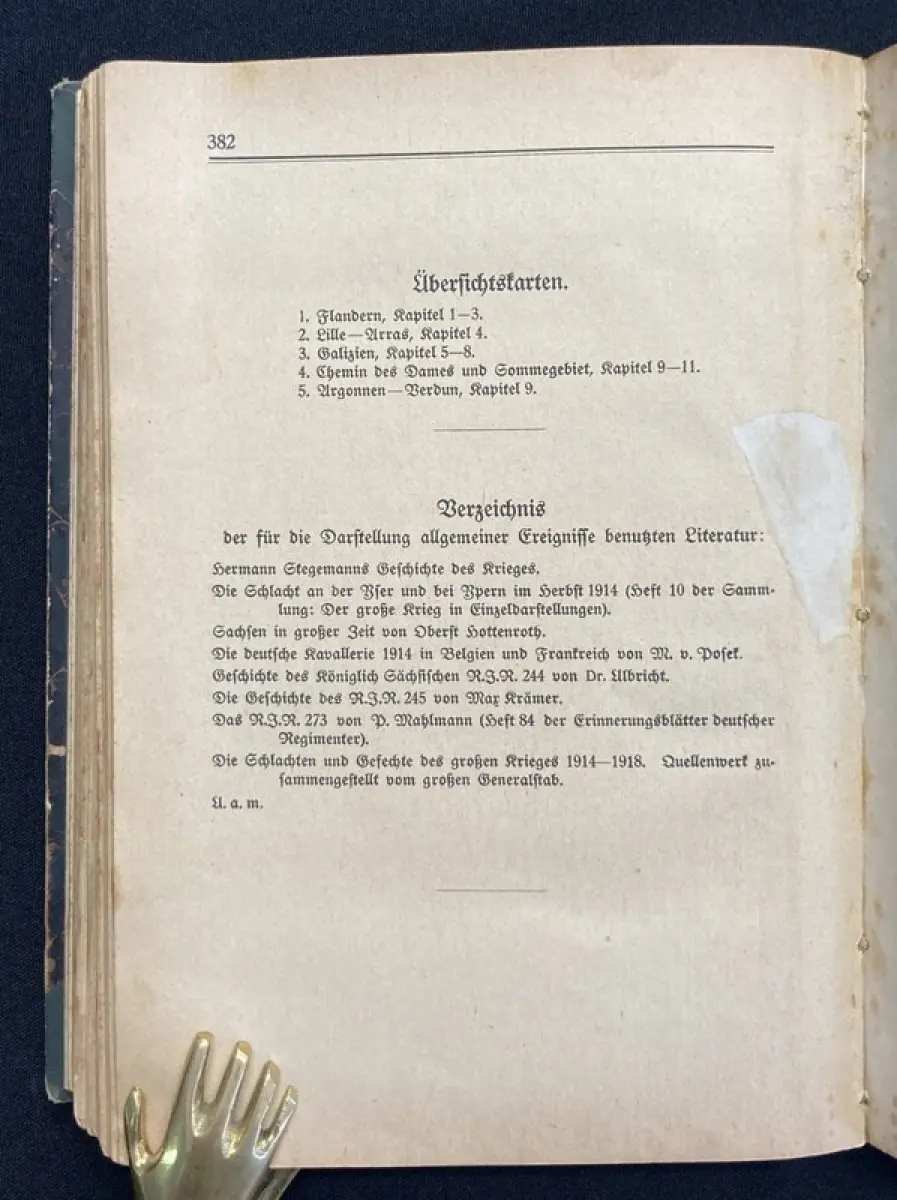 382
Übersichtskarten.
1. Flandern, Kapitel 1—3.
2. Lille—Arras, Kapitel 4.
3. Galizien, Kapitel 5—8.
4. Chemin des Dames und Sommegebiet, Kapitel 9—11.
5. Argonnen—Verdun, Kapitel 9.
Verzeichnis
der für die Darstellung allgemeiner Ereignisse benutzten Literatur:
Hermann Stegemanns Geschichte des Krieges.
Die Schlacht an der Yser und bei Ypern im Herbst 1914 (Heft 10 der Samm-
lung: Der große Krieg in Einzeldarstellungen).
Sachsen in großer Zeit von Oberst Hottenroth.
Die deutsche Kavallerie 1914 in Belgien und Frankreich von M. v. Posek.
Geschichte des Königlich Sächsischen R.J.R. 244 von Dr. Ulbricht.
Die Geschichte des R.J.R. 245 von Max Krämer.
Das R.J.R. 273 von P. Mahlmann (Heft 84 der Erinnerungsblätter deutscher
Regimenter).
Die Schlachten und Gefechte des großen Krieges 1914—1918. Quellenwerk zu-
sammengestellt vom großen Generalstab.
U. a. m.